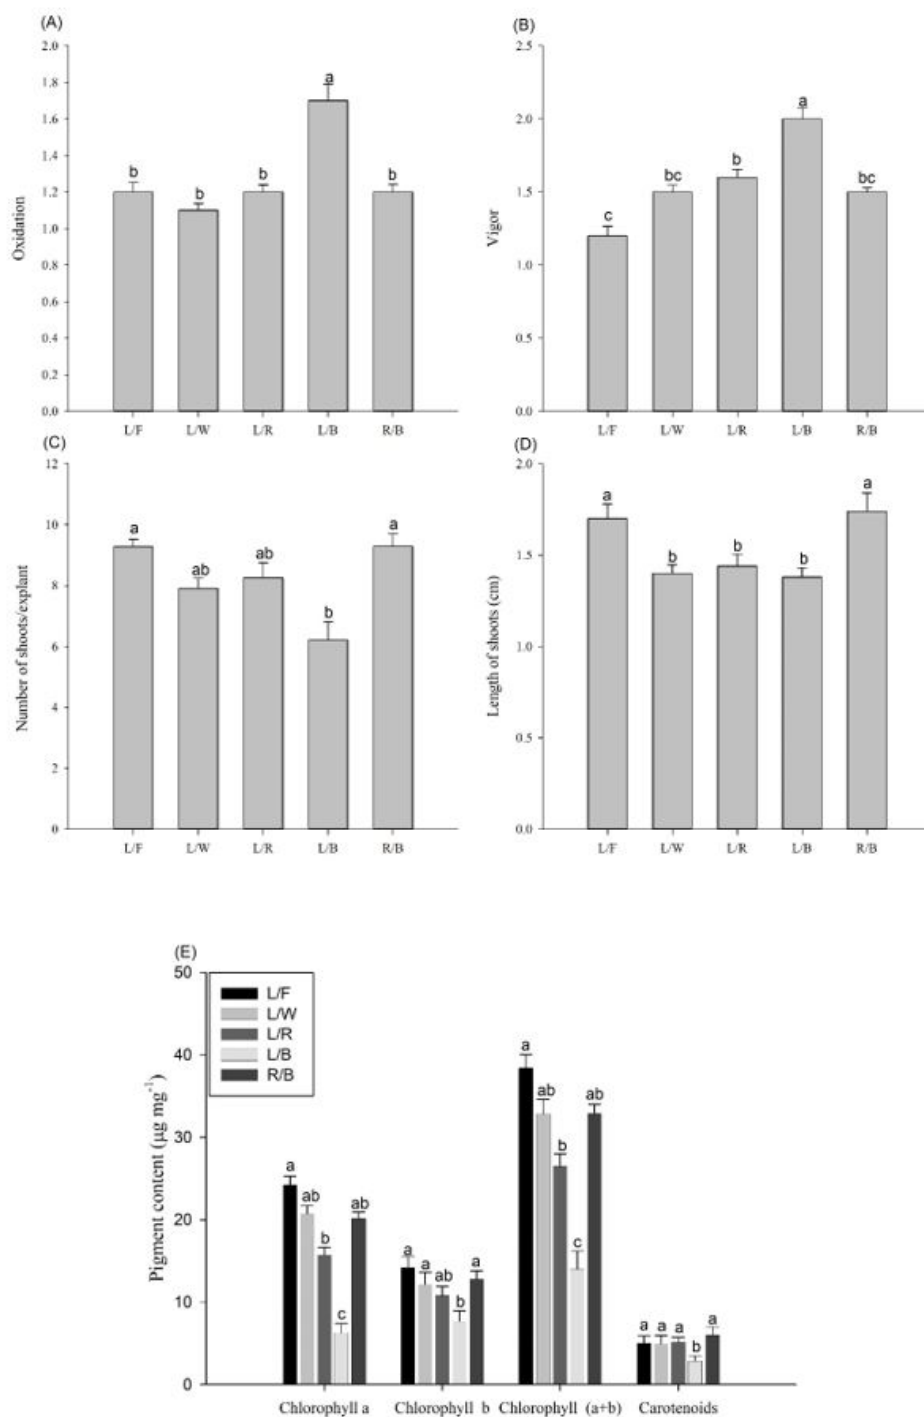 (A)
2.0
1.8
1.6
1.4
1.2
1.0
0.8
0.6
0.4
0.2
0.0
Oxidation
b
b
b
a
b
L/F
L/W
L/R
L/B
R/B
(B)
2.5
2.0
1.5
1.0
0.5
0.0
Vigor
c
bc
b
a
bc
L/F
L/W
L/R
L/B
R/B
(C)
12
10
8
6
4
2
0
Number of shoots/explant
a
ab
ab
b
a
L/F
L/W
L/R
L/B
R/B
(D)
2.0
1.5
1.0
0.5
0.0
Length of shoots (cm)
a
b
b
b
a
L/F
L/W
L/R
L/B
R/B
(E)
50
40
30
20
10
0
Pigment content (µg mg⁻¹)
L/F
L/W
L/R
L/B
R/B
a
ab
b
c
ab
a
a
ab
b
a
a
ab
b
c
ab
a
a
a
b
a
Chlorophyll a
Chlorophyll b
Chlorophyll (a+b)
Carotenoids